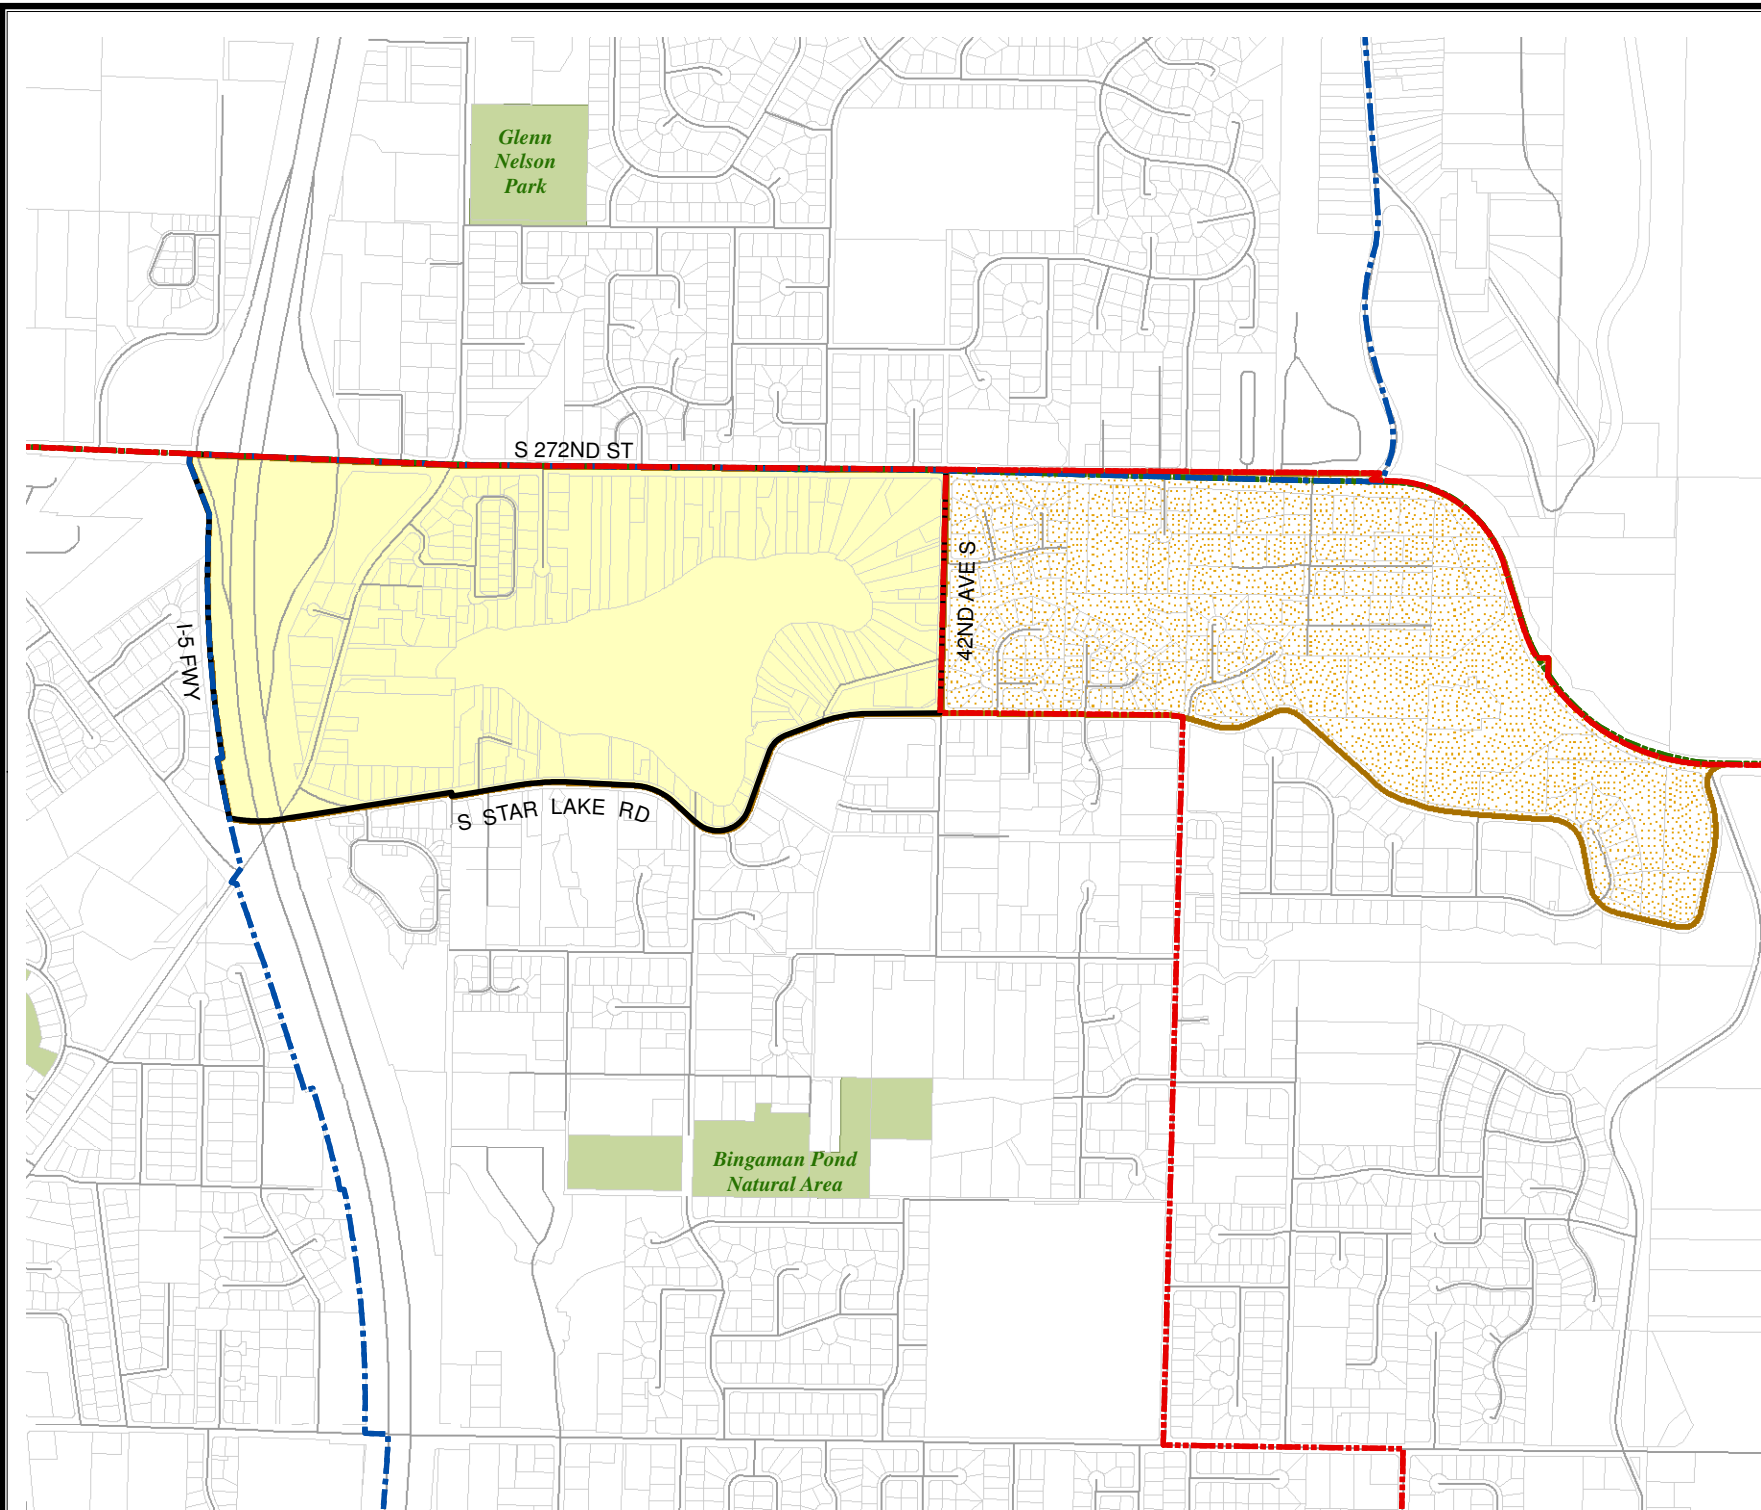 Glenn
Nelson
Park
S 272ND ST
42ND AVE S
I-5 FWY
S STAR LAKE RD
Bingaman Pond
Natural Area